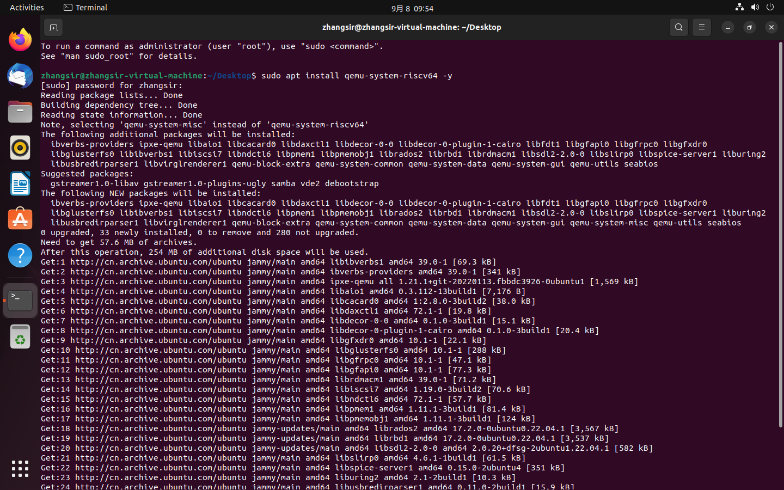 Activities
Terminal
9月 8 09:54
zhangsir@zhangsir-virtual-machine: ~/Desktop
To run a command as administrator (user "root"), use "sudo <command>".
See "man sudo_root" for details.
zhangsir@zhangsir-virtual-machine:~/Desktop$ sudo apt install qemu-system-riscv64 -y
[sudo] password for zhangsir:
Reading package lists... Done
Building dependency tree... Done
Reading state information... Done
Note, selecting 'qemu-system-misc' instead of 'qemu-system-riscv64'
The following additional packages will be installed:
ibverbs-providers ipxe-qemu libaio1 libcacard0 libdaxctl1 libdecor-0-0 libdecor-0-plugin-1-cairo libfdt1 libgfapi0 libgfrpc0 libgfxdr0
libglusterfs0 libibverbs1 libiscsi7 libndctl6 libpmem1 libpmemobj1 librados2 librbd1 librdmacm1 libsdl2-2.0-0 libslirp0 libspice-server1 liburing2
libusbredirparser1 libvirglrenderer1 qemu-block-extra qemu-system-common qemu-system-data qemu-system-gui qemu-utils seabios
Suggested packages:
gstreamer1.0-libav gstreamer1.0-plugins-ugly samba vde2 debootstrap
The following NEW packages will be installed:
ibverbs-providers ipxe-qemu libaio1 libcacard0 libdaxctl1 libdecor-0-0 libdecor-0-plugin-1-cairo libfdt1 libgfapi0 libgfrpc0 libgfxdr0
libglusterfs0 libibverbs1 libiscsi7 libndctl6 libpmem1 libpmemobj1 librados2 librbd1 librdmacm1 libsdl2-2.0-0 libslirp0 libspice-server1 liburing2
libusbredirparser1 libvirglrenderer1 qemu-block-extra qemu-system-common qemu-system-data qemu-system-gui qemu-system-misc qemu-utils seabios
0 upgraded, 33 newly installed, 0 to remove and 280 not upgraded.
Need to get 57.6 MB of archives.
After this operation, 254 MB of additional disk space will be used.
Get:1 http://cn.archive.ubuntu.com/ubuntu jammy/main amd64 libibverbs1 amd64 39.0-1 [69.3 kB]
Get:2 http://cn.archive.ubuntu.com/ubuntu jammy/main amd64 ibverbs-providers amd64 39.0-1 [341 kB]
Get:3 http://cn.archive.ubuntu.com/ubuntu jammy/main amd64 ipxe-qemu all 1.21.1+git-20220113.fbbdc3926-0ubuntu1 [1,569 kB]
Get:4 http://cn.archive.ubuntu.com/ubuntu jammy/main amd64 libaio1 amd64 0.3.112-13build1 [7,176 B]
Get:5 http://cn.archive.ubuntu.com/ubuntu jammy/main amd64 libcacard0 amd64 1:2.8.0-3build2 [38.0 kB]
Get:6 http://cn.archive.ubuntu.com/ubuntu jammy/main amd64 libdaxctl1 amd64 72.1-1 [19.8 kB]
Get:7 http://cn.archive.ubuntu.com/ubuntu jammy/main amd64 libdecor-0-0 amd64 0.1.0-3build1 [15.1 kB]
Get:8 http://cn.archive.ubuntu.com/ubuntu jammy/main amd64 libdecor-0-plugin-1-cairo amd64 0.1.0-3build1 [20.4 kB]
Get:9 http://cn.archive.ubuntu.com/ubuntu jammy/main amd64 libgfxdr0 amd64 10.1-1 [22.1 kB]
Get:10 http://cn.archive.ubuntu.com/ubuntu jammy/main amd64 libglusterfs0 amd64 10.1-1 [288 kB]
Get:11 http://cn.archive.ubuntu.com/ubuntu jammy/main amd64 libgfrpc0 amd64 10.1-1 [47.1 kB]
Get:12 http://cn.archive.ubuntu.com/ubuntu jammy/main amd64 libgfapi0 amd64 10.1-1 [77.3 kB]
Get:13 http://cn.archive.ubuntu.com/ubuntu jammy/main amd64 librdmacm1 amd64 39.0-1 [71.2 kB]
Get:14 http://cn.archive.ubuntu.com/ubuntu jammy/main amd64 libiscsi7 amd64 1.19.0-3build2 [70.6 kB]
Get:15 http://cn.archive.ubuntu.com/ubuntu jammy/main amd64 libndctl6 amd64 72.1-1 [57.7 kB]
Get:16 http://cn.archive.ubuntu.com/ubuntu jammy/main amd64 libpmem1 amd64 1.11.1-3build1 [81.4 kB]
Get:17 http://cn.archive.ubuntu.com/ubuntu jammy/main amd64 libpmemobj1 amd64 1.11.1-3build1 [124 kB]
Get:18 http://cn.archive.ubuntu.com/ubuntu jammy-updates/main amd64 librados2 amd64 17.2.0-0ubuntu0.22.04.1 [3,567 kB]
Get:19 http://cn.archive.ubuntu.com/ubuntu jammy-updates/main amd64 librbd1 amd64 17.2.0-0ubuntu0.22.04.1 [3,537 kB]
Get:20 http://cn.archive.ubuntu.com/ubuntu jammy-updates/main amd64 libsdl2-2.0-0 amd64 2.0.20+dfsg-2ubuntu1.22.04.1 [582 kB]
Get:21 http://cn.archive.ubuntu.com/ubuntu jammy/main amd64 libslirp0 amd64 4.6.1-1build1 [61.5 kB]
Get:22 http://cn.archive.ubuntu.com/ubuntu jammy/main amd64 libspice-server1 amd64 0.15.0-2ubuntu4 [351 kB]
Get:23 http://cn.archive.ubuntu.com/ubuntu jammy/main amd64 liburing2 amd64 2.1-2build1 [10.3 kB]
Get:24 http://cn.archive.ubuntu.com/ubuntu jammy/main amd64 libusbredirparser1 amd64 0.11.0-2build1 [15.9 kB]